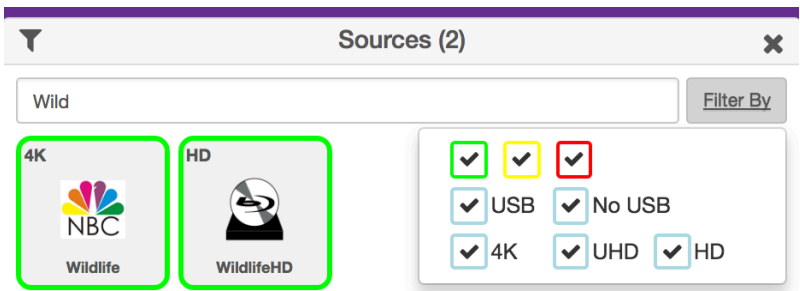 Sources (2)
Wild
Filter By
4K
HD
NBC
Wildlife
WildlifeHD
USB
No USB
4K
UHD
HD